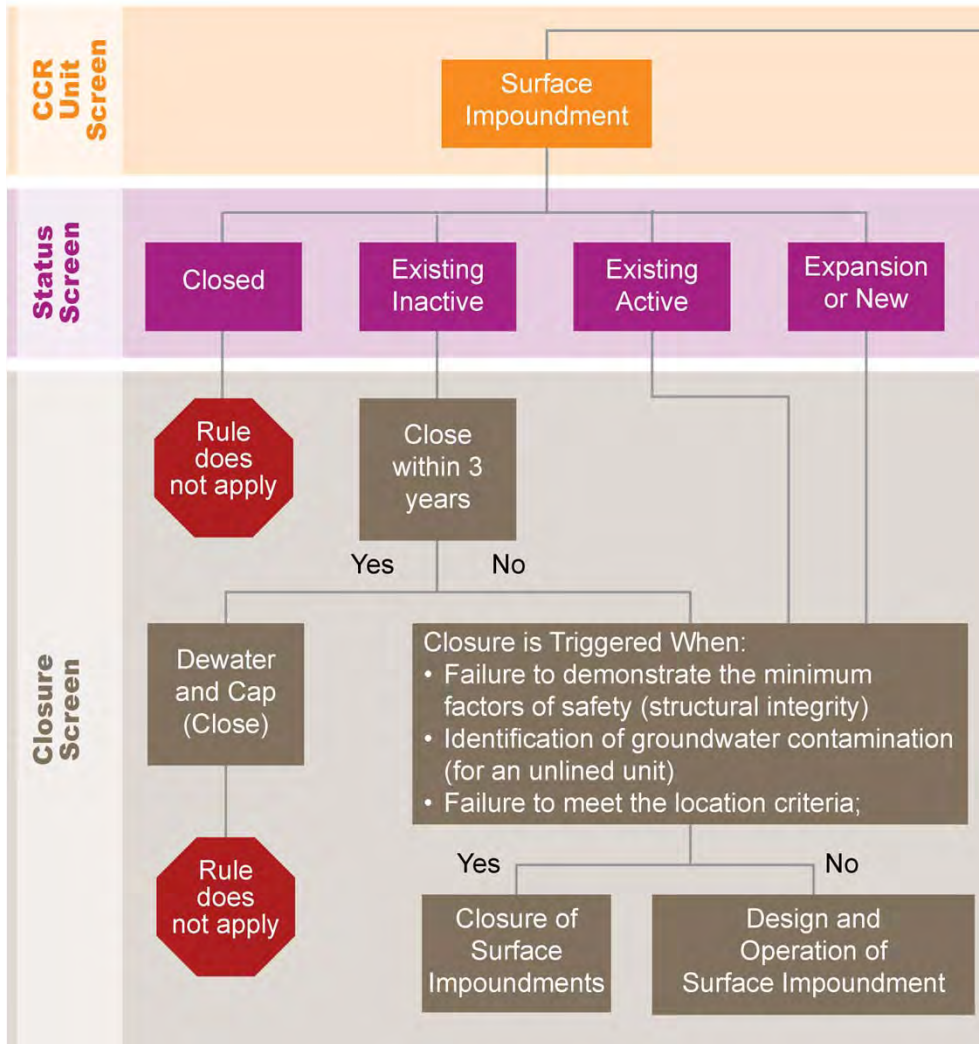 CCR
Unit
Screen
Surface
Impoundment
Status
Screen
Closed
Existing
Inactive
Existing
Active
Expansion
or New
Closure
Screen
Rule
does
not apply
Close
within 3
years
Yes
No
Dewater
and Cap
(Close)
Closure is Triggered When:
• Failure to demonstrate the minimum
factors of safety (structural integrity)
• Identification of groundwater contamination
(for an unlined unit)
• Failure to meet the location criteria;
Rule
does
not apply
Yes
No
Closure of
Surface
Impoundments
Design and
Operation of
Surface Impoundment